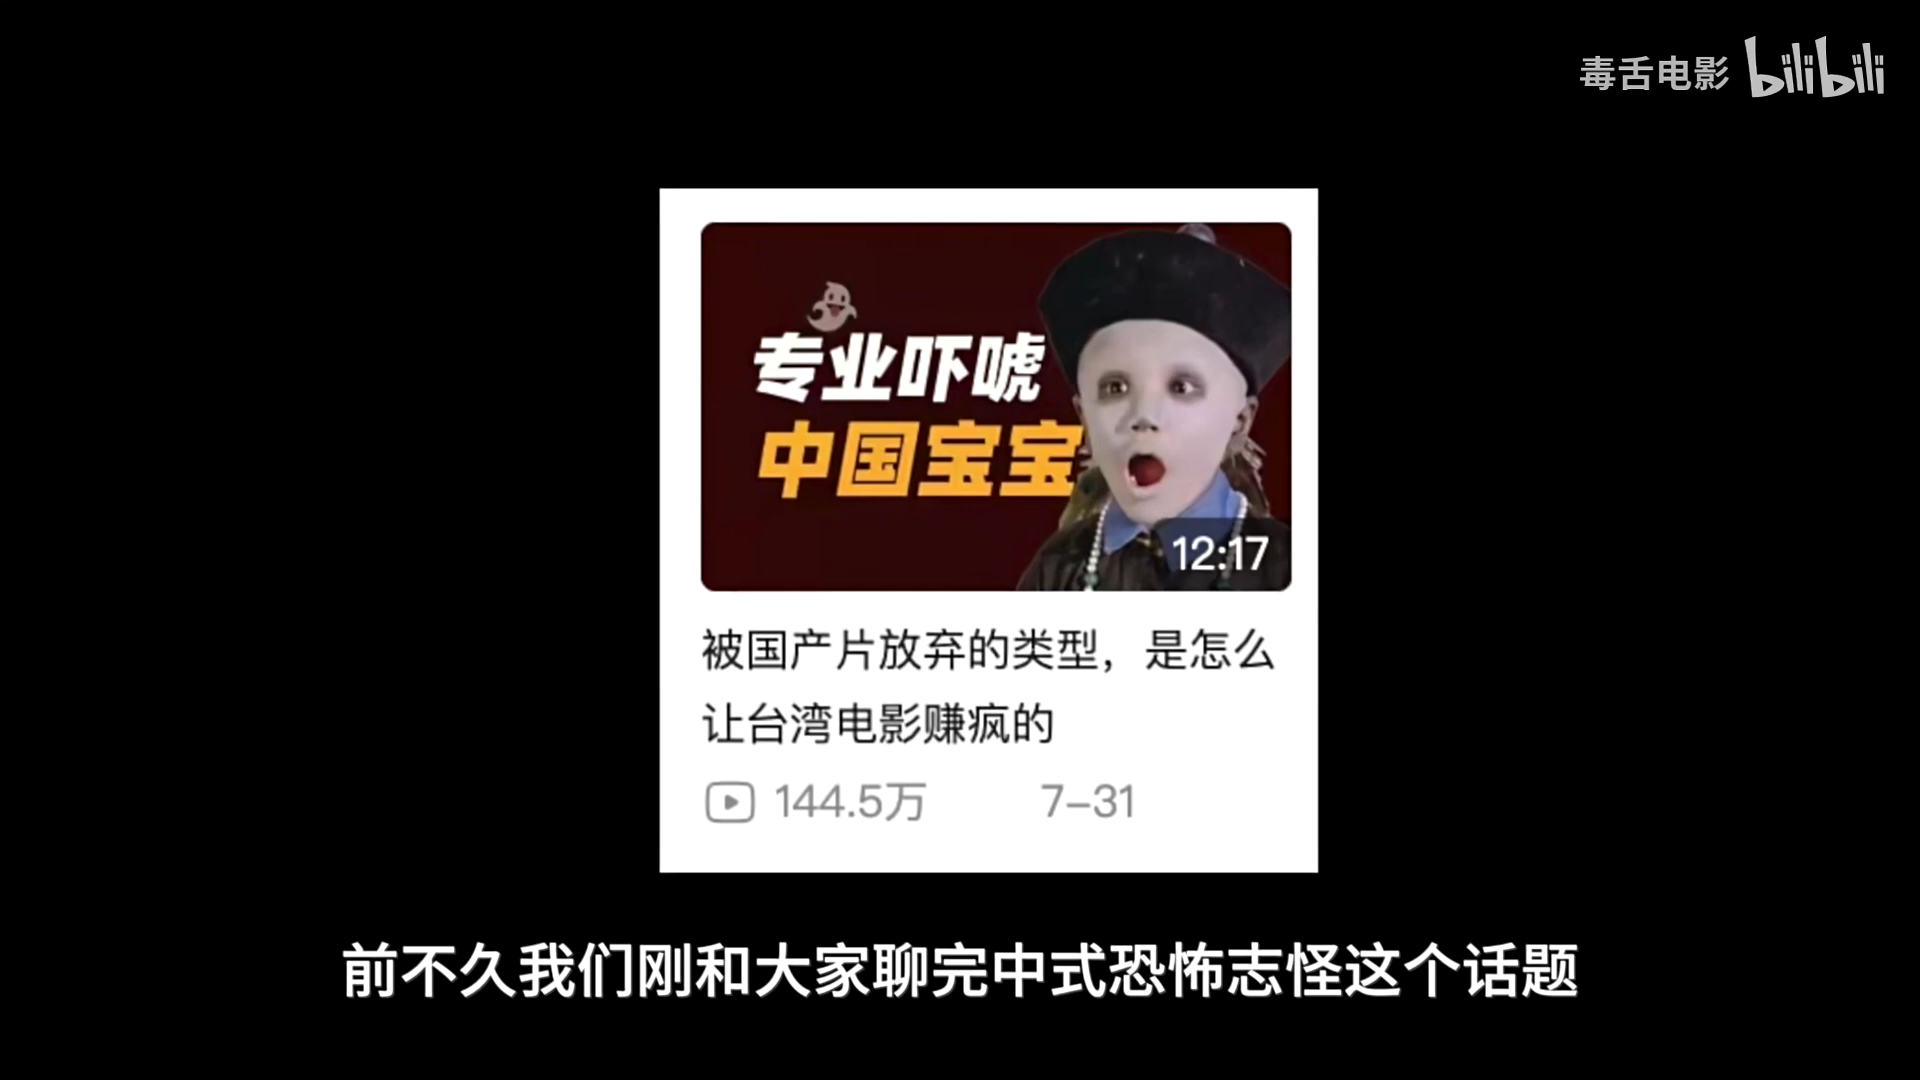 毒舌电影 bilibili
专业吓唬
中国宝宝
12:17
被国产片放弃的类型，是怎么
让台湾电影赚疯的
144.5万 7-31
前不久我们刚和大家聊完中式恐怖志怪这个话题